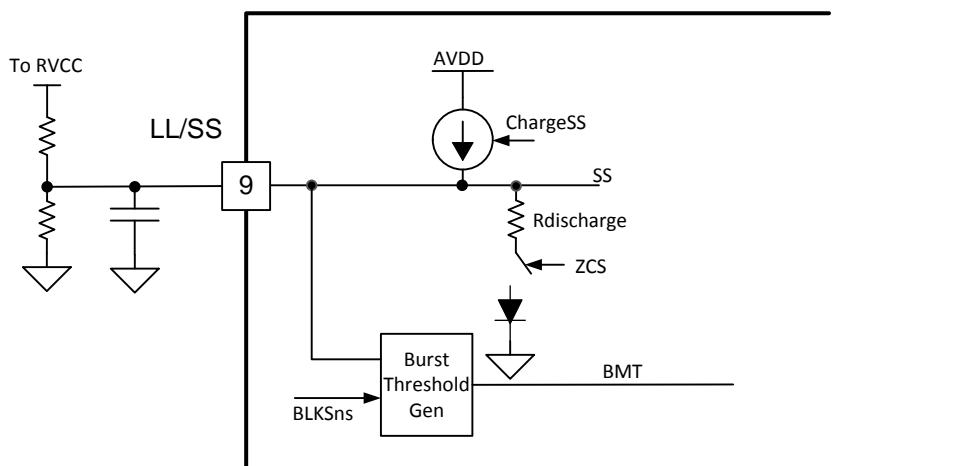 To RVCC
AVDD
LL/SS
ChargeSS
9
SS
Rdischarge
ZCS
Burst
Threshold
Gen
BMT
BLKSns